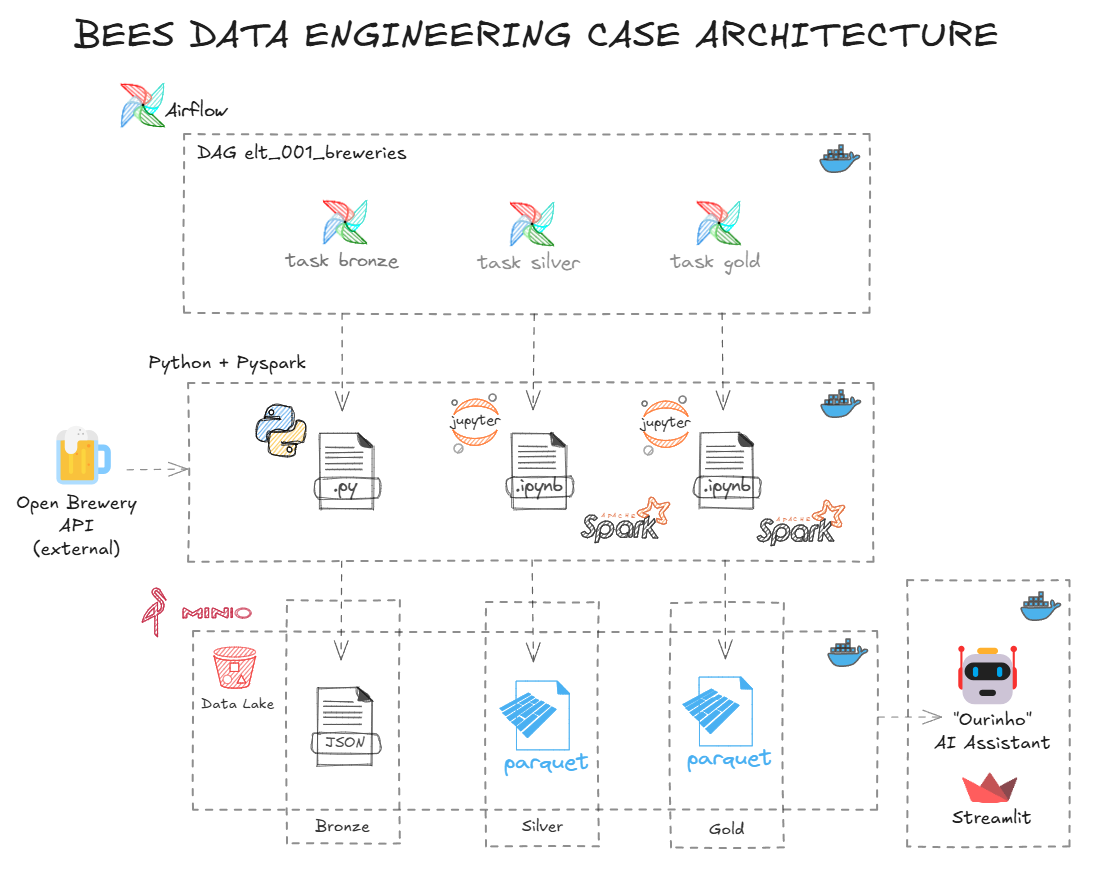 BEES DATA ENGINEERING CASE ARCHITECTURE
Airflow
DAG elt_001_breweries
task bronze
task silver
task gold
Python + Pyspark
jupyter
jupyter
.py
.ipynb
.ipynb
APACHE
Spark
APACHE
Spark
Open Brewery
API
(external)
MINIO
Data Lake
JSON
parquet
parquet
Bronze
Silver
Gold
"Ourinho"
AI Assistant
Streamlit